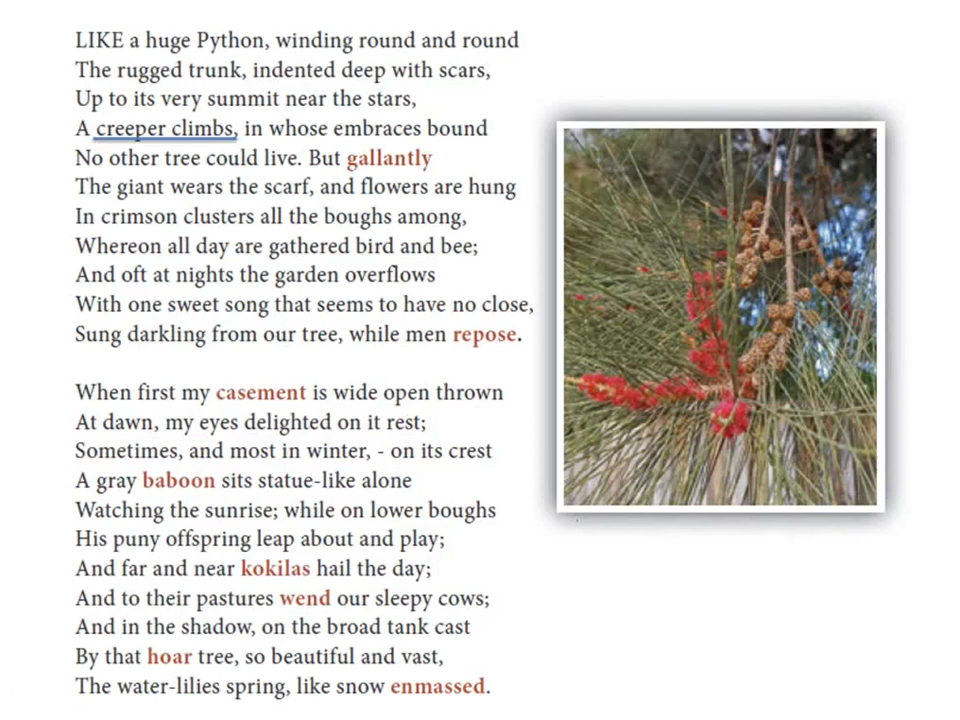 LIKE a huge Python, winding round and round
The rugged trunk, indented deep with scars,
Up to its very summit near the stars,
A creeper climbs, in whose embraces bound
No other tree could live. But gallantly
The giant wears the scarf, and flowers are hung
In crimson clusters all the boughs among,
Whereon all day are gathered bird and bee;
And oft at nights the garden overflows
With one sweet song that seems to have no close,
Sung darkling from our tree, while men repose.
When first my casement is wide open thrown
At dawn, my eyes delighted on it rest;
Sometimes, and most in winter, - on its crest
A gray baboon sits statue-like alone
Watching the sunrise; while on lower boughs
His puny offspring leap about and play;
And far and near kokilas hail the day;
And to their pastures wend our sleepy cows;
And in the shadow, on the broad tank cast
By that hoar tree, so beautiful and vast,
The water-lilies spring, like snow enmassed.